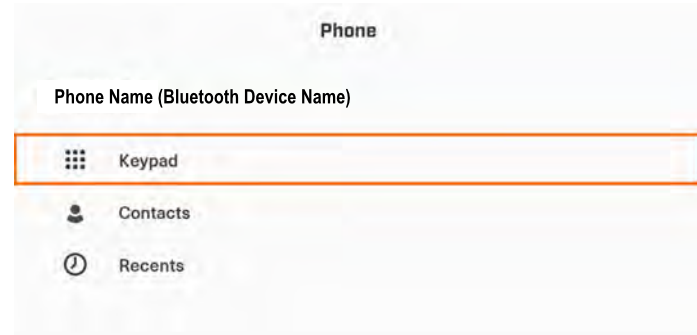 Phone
Phone Name (Bluetooth Device Name)
Keypad
Contacts
Recents